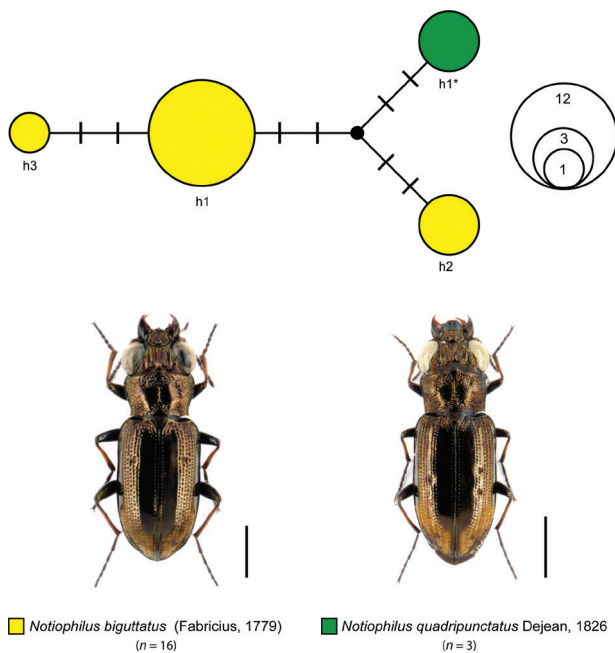 h1*
12
3
1
h3
h1
h2
Notiophilus biguttatus (Fabricius, 1779)
(n = 16)
Notiophilus quadripunctatus Dejean, 1826
(n = 3)